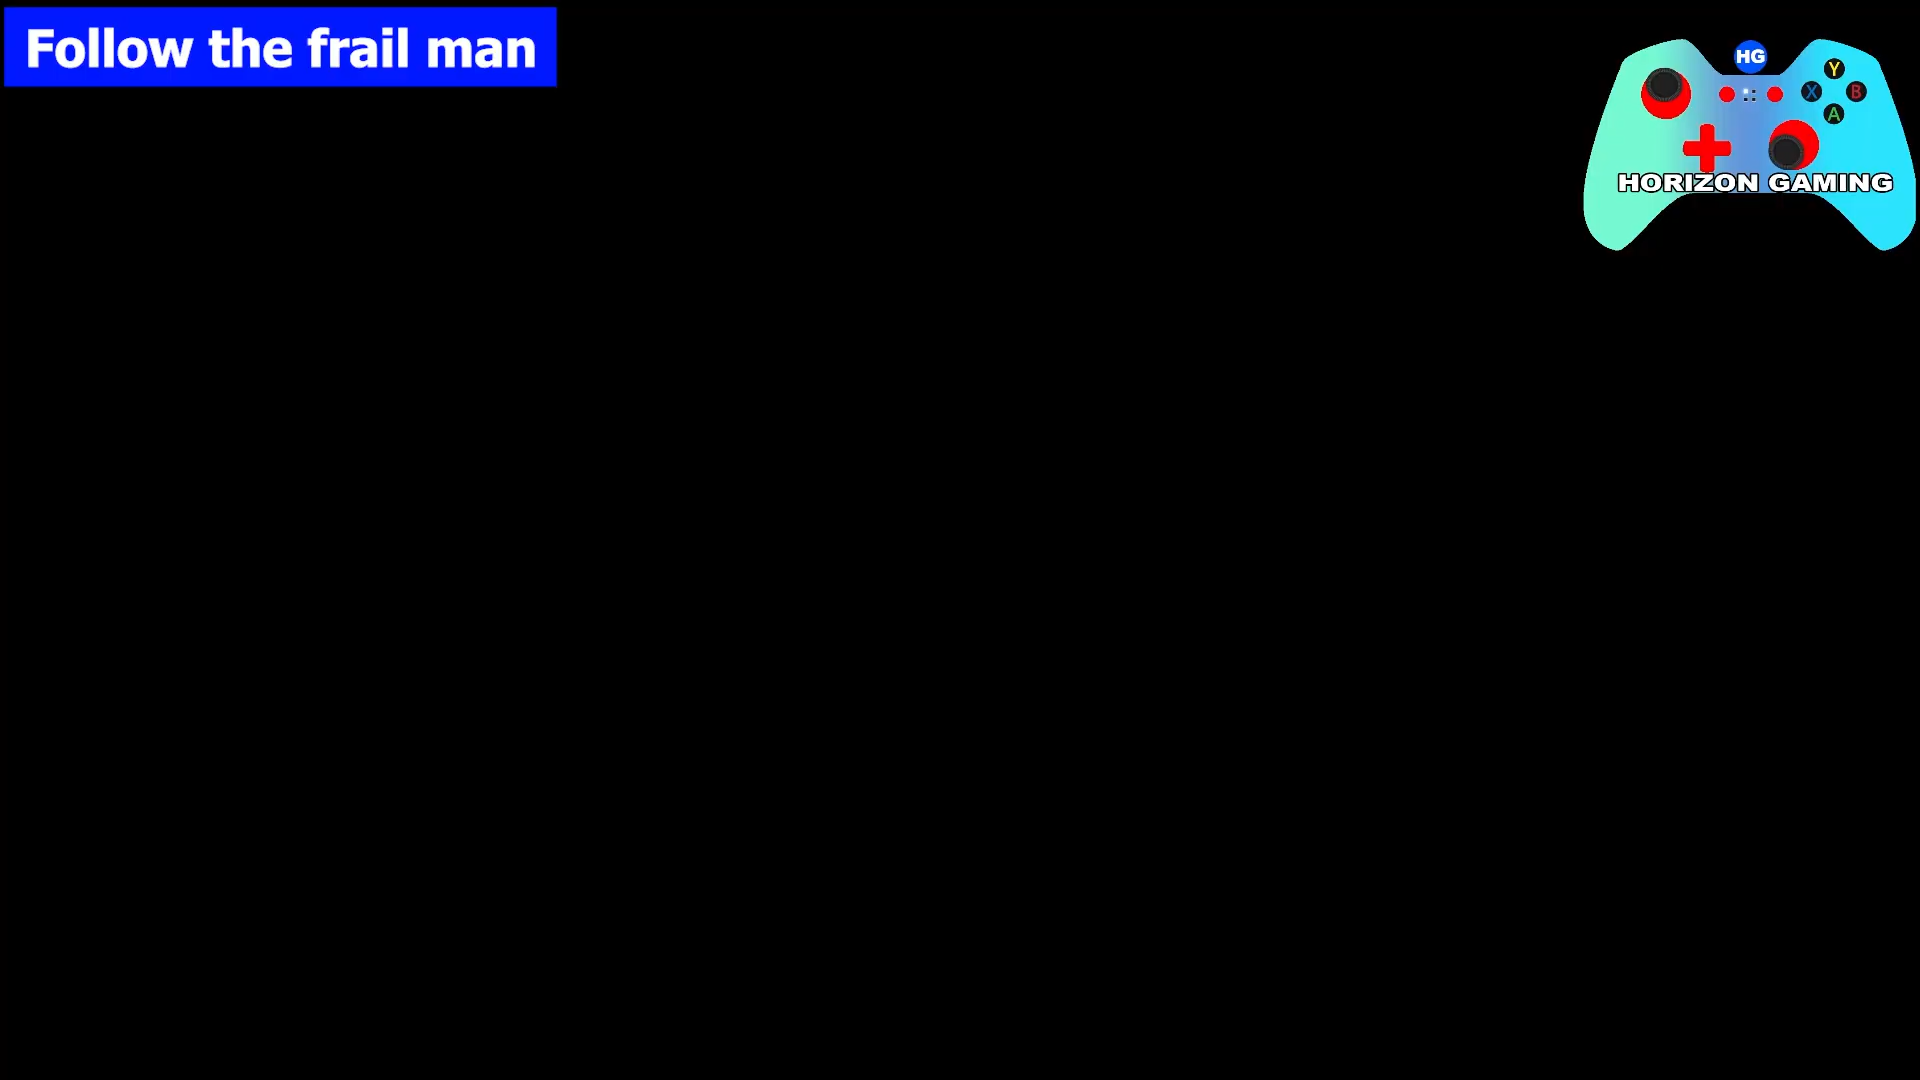 Follow the frail man
HG
Y
X B
A
HORIZON GAMING